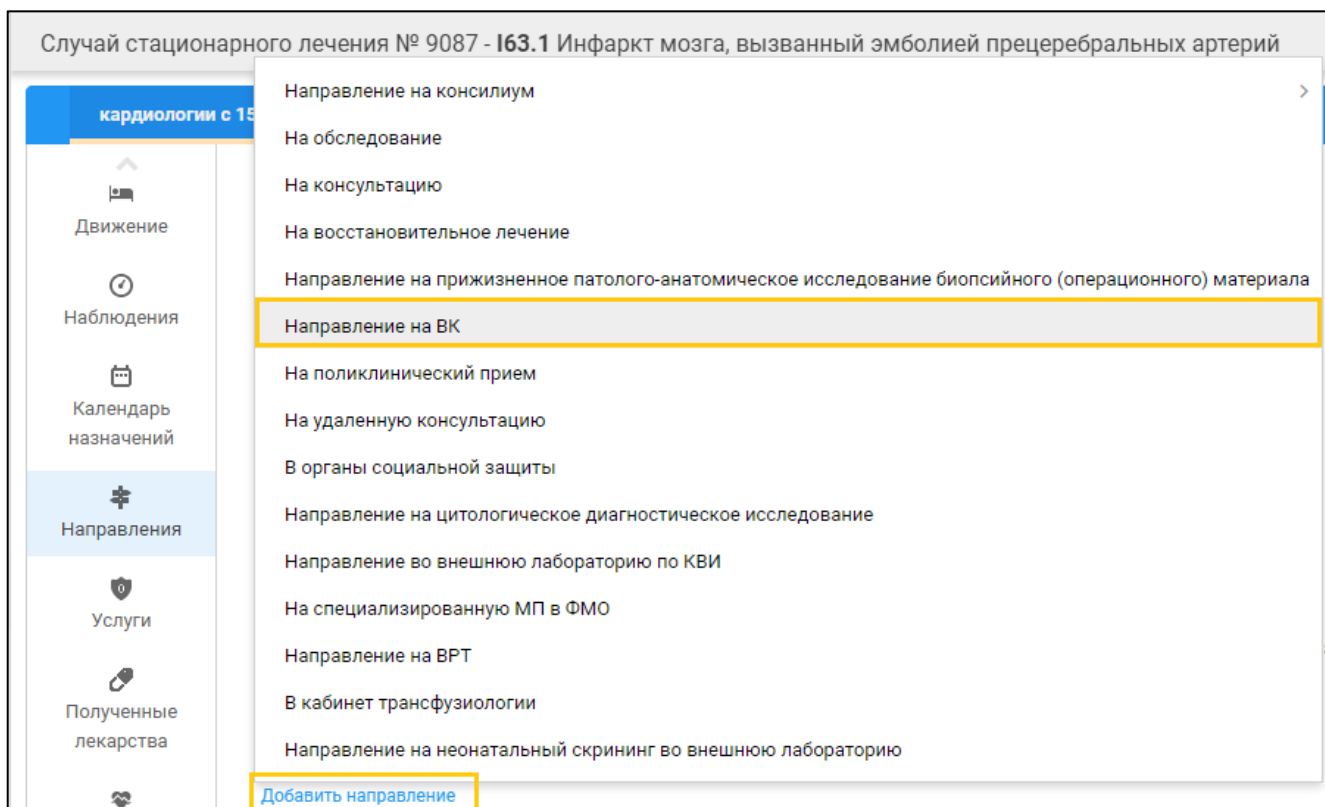 Случай стационарного лечения № 9087 - I63.1 Инфаркт мозга, вызванный эмболией прецеребральных артерий
кардиологии с 15
Движение
Наблюдения
Календарь
назначений
Направления
0
Услуги
Полученные
лекарства
Направление на консилиум
На обследование
На консультацию
На восстановительное лечение
Направление на прижизненное патолого-анатомическое исследование биопсийного (операционного) материала
Направление на ВК
На поликлинический прием
На удаленную консультацию
В органы социальной защиты
Направление на цитологическое диагностическое исследование
Направление во внешнюю лабораторию по КВИ
На специализированную МП в ФМО
Направление на ВРТ
В кабинет трансфузиологии
Направление на неонатальный скрининг во внешнюю лабораторию
Добавить направление